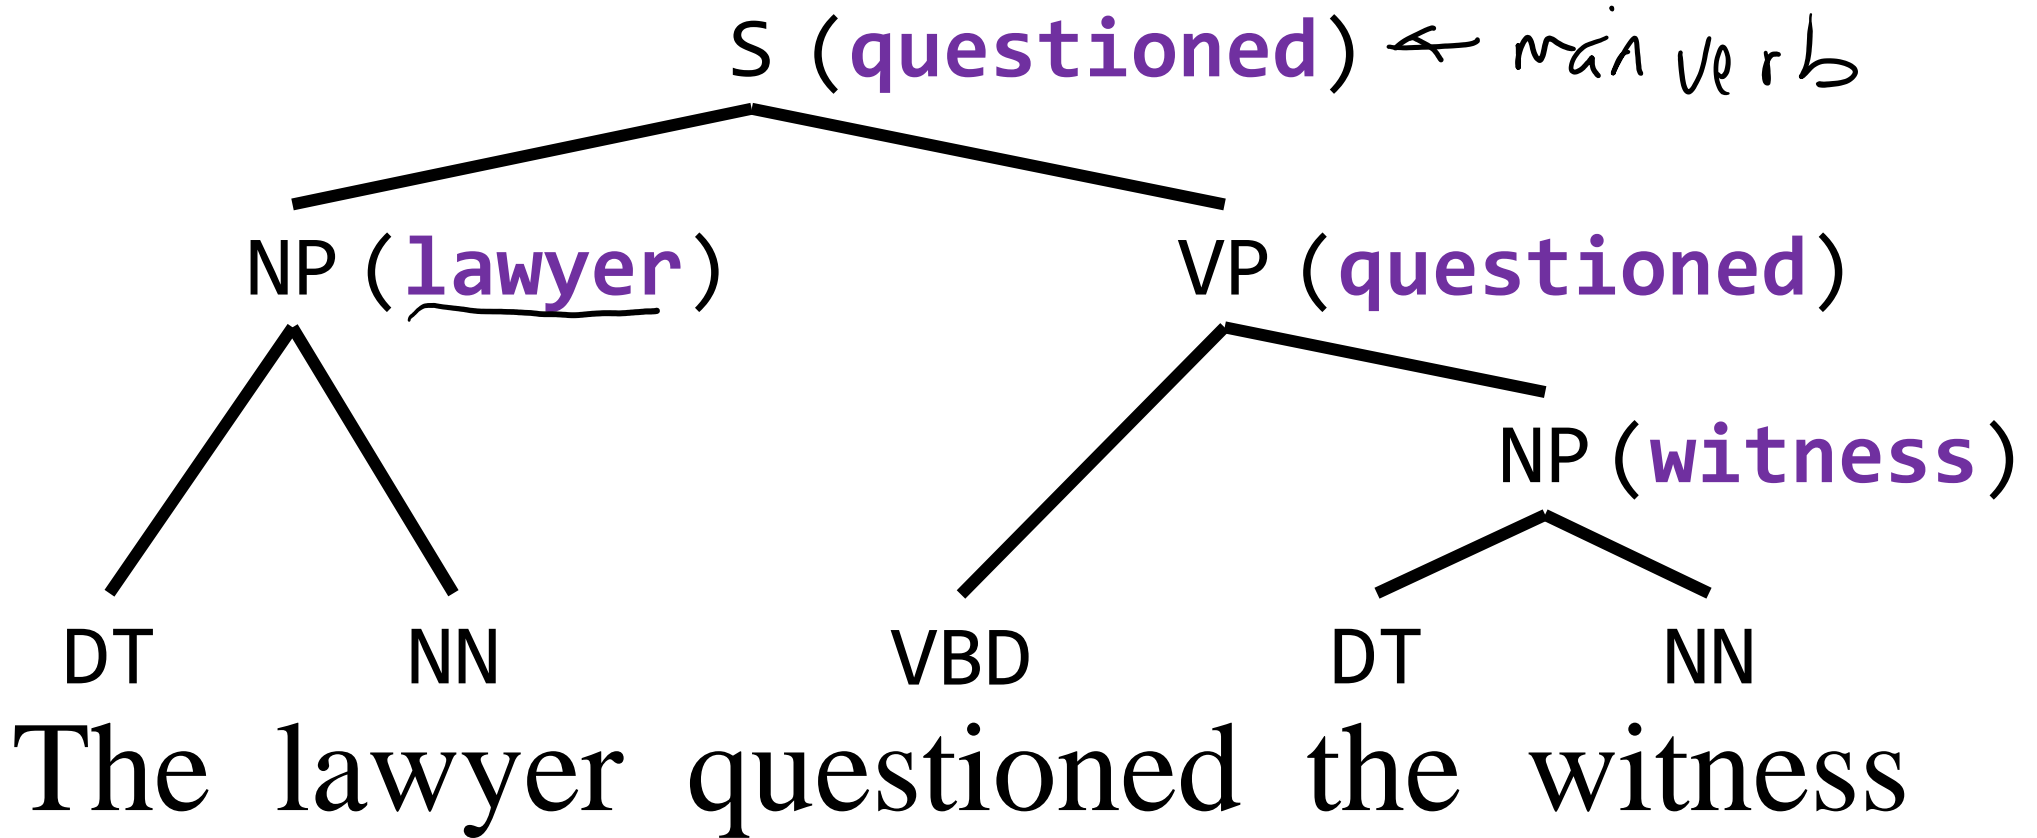 S (questioned) ← main verb
NP (lawyer) VP (questioned)
NP (witness)
DT NN VBD DT NN
The lawyer questioned the witness